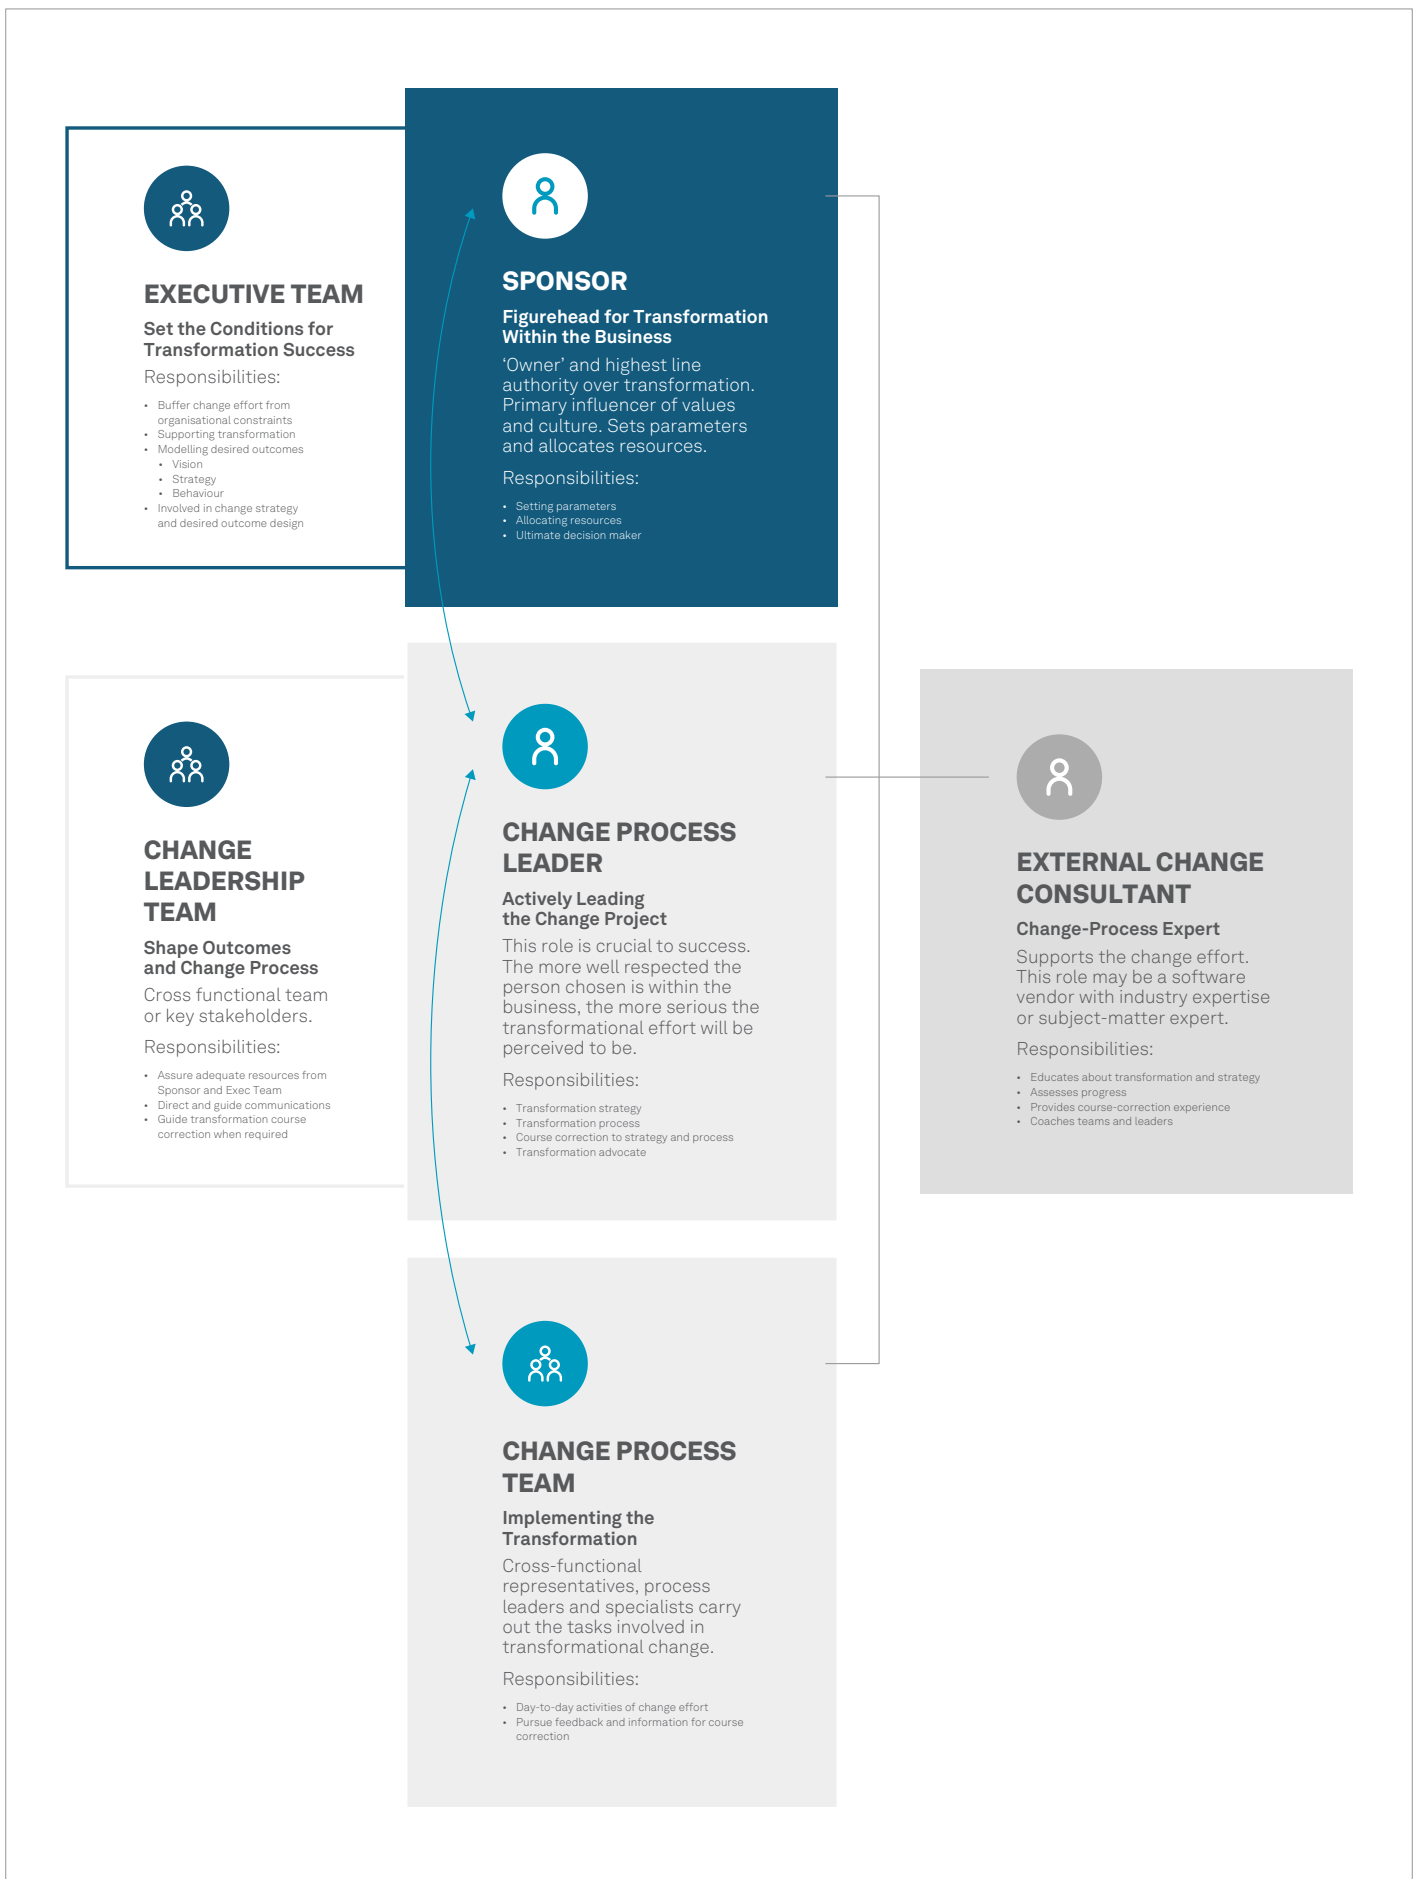 EXECUTIVE TEAM
Set the Conditions for
Transformation Success
Responsibilities:
• Buffer change effort from
organisational constraints
• Supporting transformation
• Modelling desired outcomes
• Vision
• Strategy
• Behaviour
• Involved in change strategy
and desired outcome design
SPONSOR
Figurehead for Transformation
Within the Business
‘Owner’ and highest line
authority over transformation.
Primary influencer of values
and culture. Sets parameters
and allocates resources.
Responsibilities:
• Setting parameters
• Allocating resources
• Ultimate decision maker
CHANGE
LEADERSHIP
TEAM
Shape Outcomes
and Change Process
Cross functional team
or key stakeholders.
Responsibilities:
• Assure adequate resources from
Sponsor and Exec Team
• Direct and guide communications
• Guide transformation course
correction when required
CHANGE PROCESS
LEADER
Actively Leading
the Change Project
This role is crucial to success.
The more well respected the
person chosen is within the
business, the more serious the
transformational effort will be
perceived to be.
Responsibilities:
• Transformation strategy
• Transformation process
• Course correction to strategy and process
• Transformation advocate
EXTERNAL CHANGE
CONSULTANT
Change-Process Expert
Supports the change effort.
This role may be a software
vendor with industry expertise
or subject-matter expert.
Responsibilities:
• Educates about transformation and strategy
• Assesses progress
• Provides course-correction experience
• Coaches teams and leaders
CHANGE PROCESS
TEAM
Implementing the
Transformation
Cross-functional
representatives, process
leaders and specialists carry
out the tasks involved in
transformational change.
Responsibilities:
• Day-to-day activities of change effort
• Pursue feedback and information for course
correction